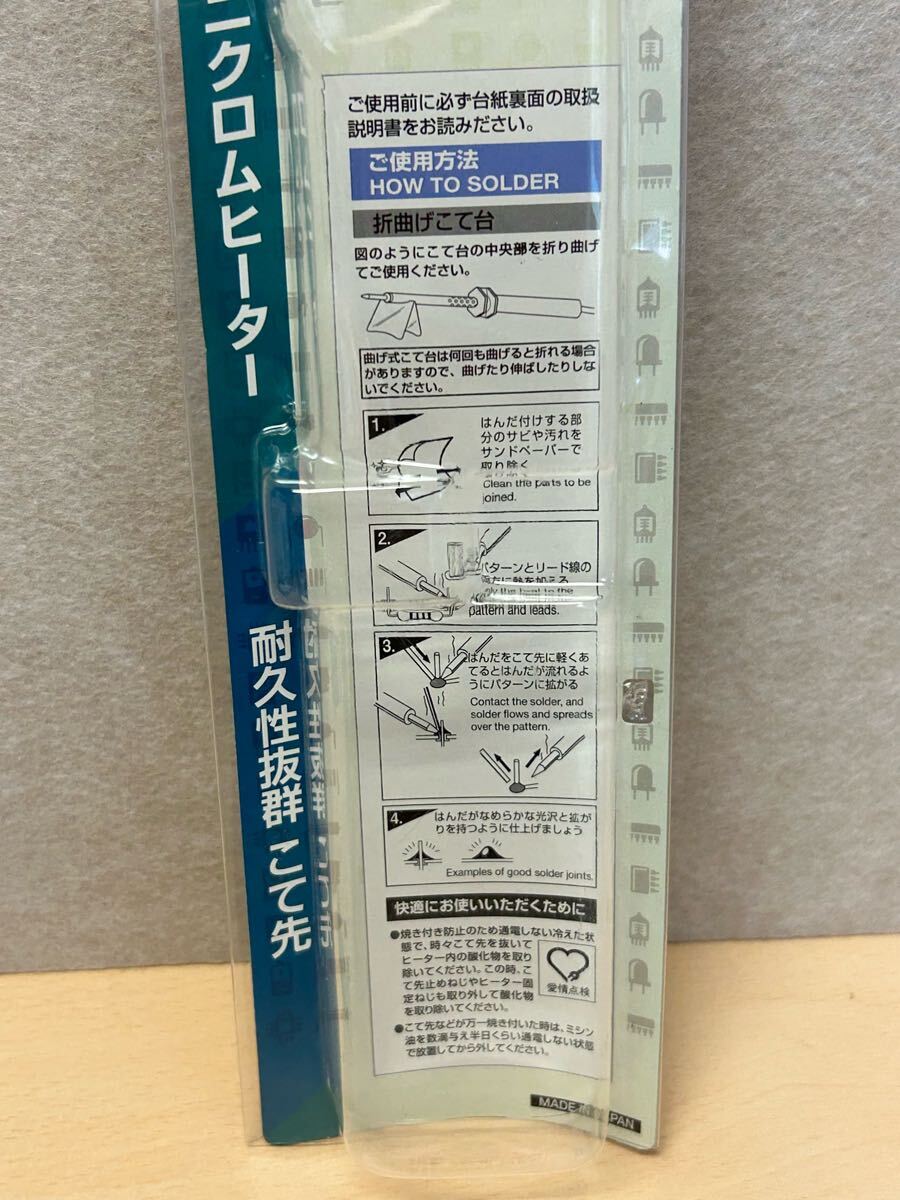 ニクロムヒーター
耐久性抜群 こて先
ご使用前に必ず台紙裏面の取扱
説明書をお読みださい。
ご使用方法
HOW TO SOLDER
折曲げこて台
図のようにこて台の中央部を折り曲げ
てご使用ください。
曲げ式こて台は何回も曲げると折れる場合
がありますので、曲げたり伸ばしたりしな
いでください。
1.
はんだ付けする部
分のサビや汚れを
サンドペーパーで
取り除く
Clean the parts to be
joined.
2.
パターンとリード線の
熱を加える
the heat to the
pattern and leads.
3.
はんだをこて先に軽くあ
てるとはんだが流れるよ
うにパターンに拡がる
Contact the solder, and
solder flows and spreads
over the pattern.
4.
はんだがなめらかな光沢と拡が
りを持つように仕上げましょう
Examples of good solder joints.
快適にお使いいただくために
●焼き付き防止のため通電しない冷えた状
態で、時々こて先を抜いて
ヒーター内の酸化物を取り
除いてください。この時、こ
て先止めねじやヒーター固
定ねじも取り外して酸化物
を取り除いてください。
愛情点検
●こて先などが万一焼き付いた時は、ミシン
油を数滴与え半日くらい通電しない状態
で放置してから外してください。
MADE IN JAPAN